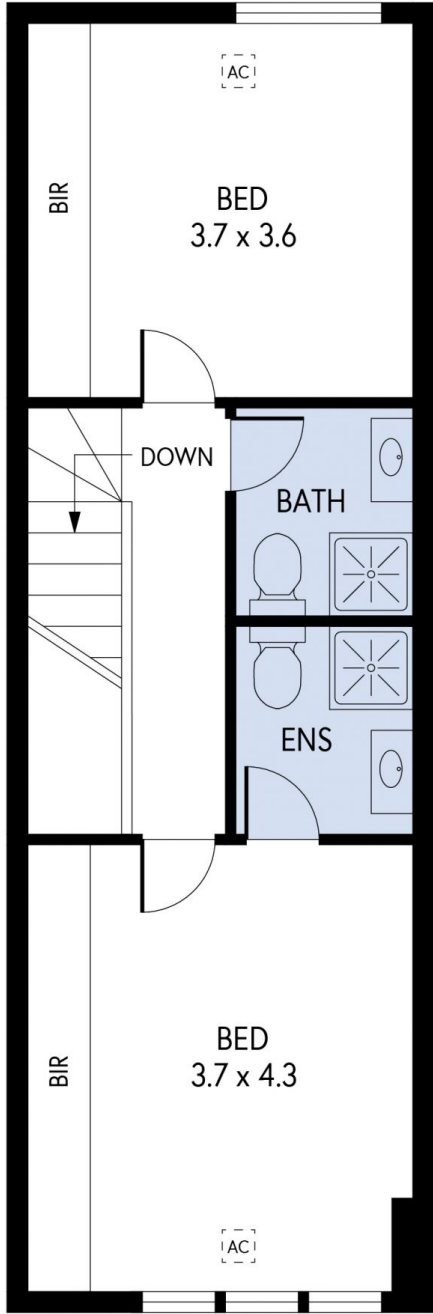 AC
BIR
BED
3.7 x 3.6
DOWN
BATH
ENS
BED
3.7 x 4.3
BIR
AC